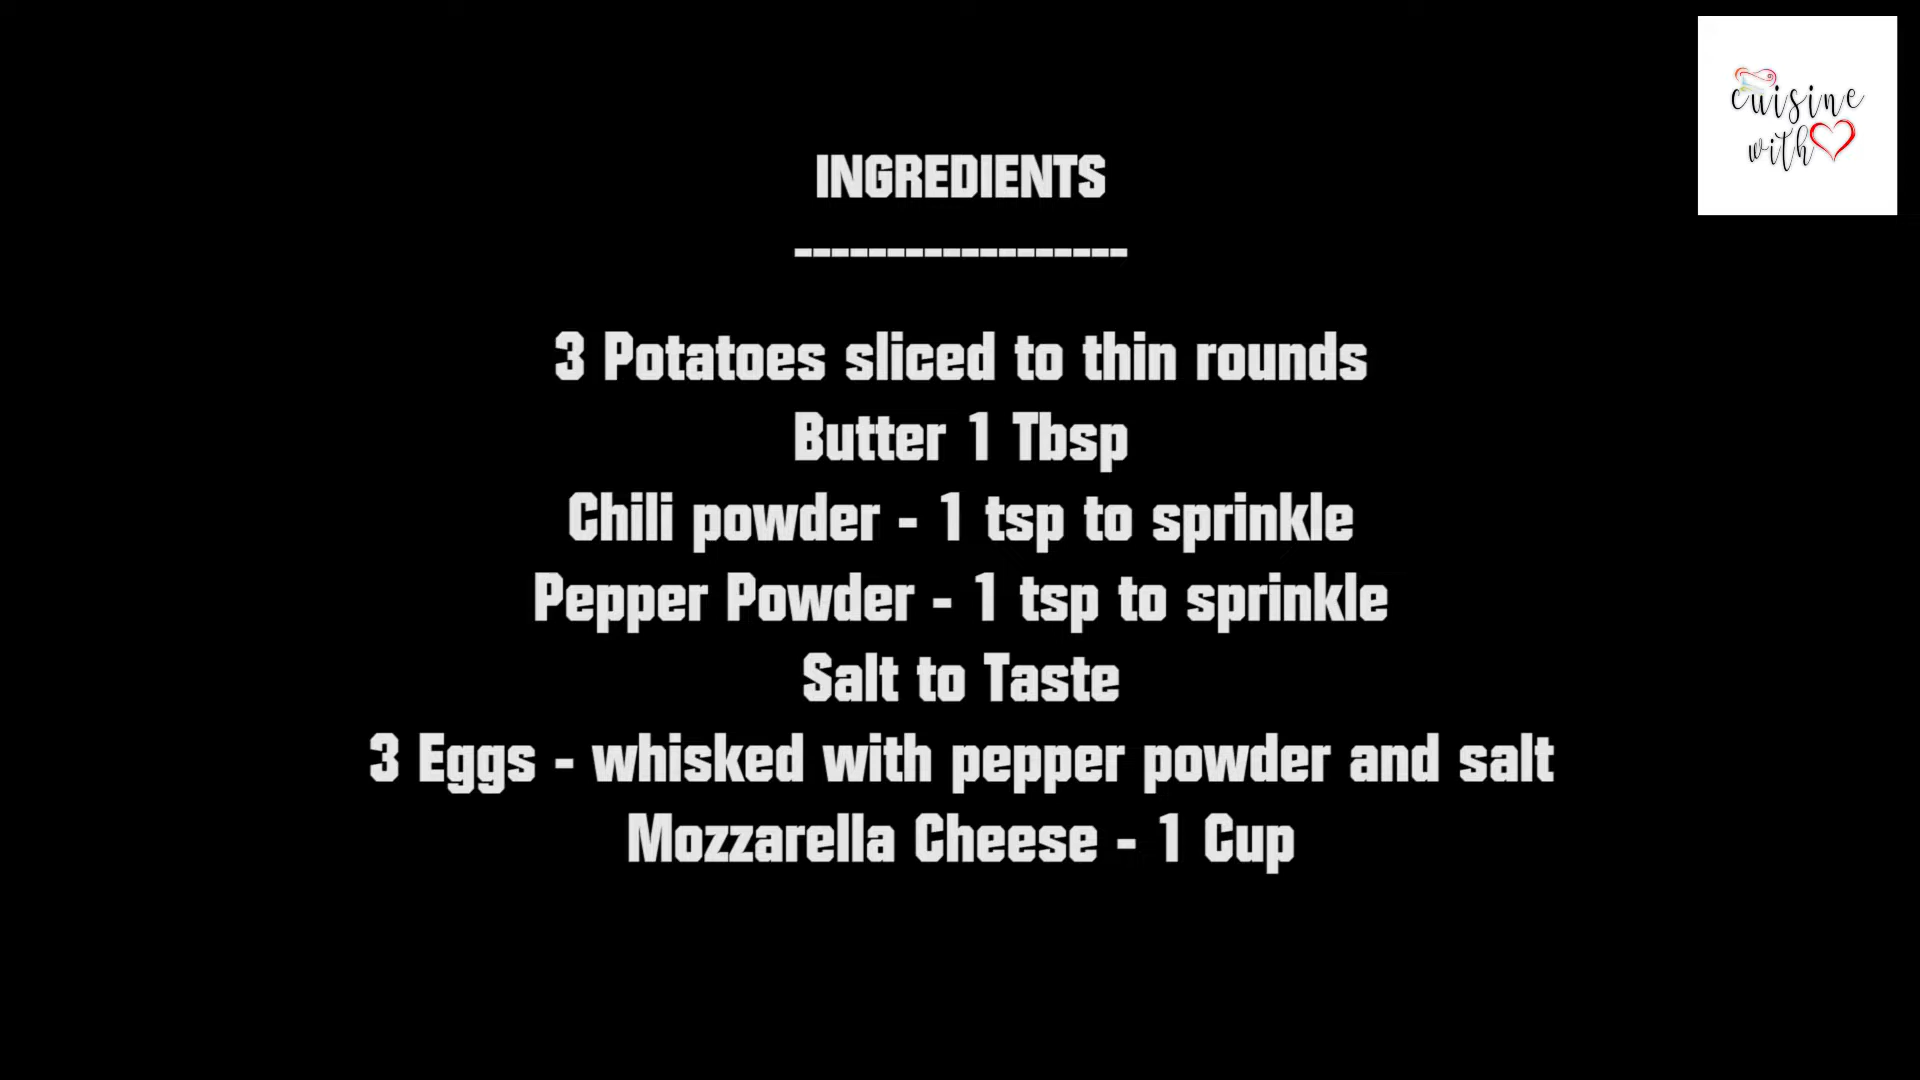 cuisine
with
INGREDIENTS
------------------
3 Potatoes sliced to thin rounds
Butter 1 Tbsp
Chili powder - 1 tsp to sprinkle
Pepper Powder - 1 tsp to sprinkle
Salt to Taste
3 Eggs - whisked with pepper powder and salt
Mozzarella Cheese - 1 Cup